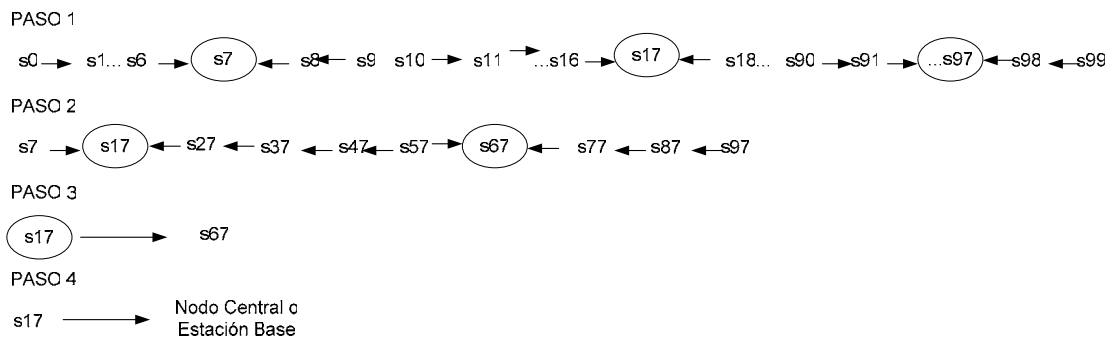 PASO 1
s0 s1... s6 s7 s8 s9 s10 s11 ...s16 s17 s18... s90 s91 ...s97 s98 s99
PASO 2
s7 s17 s27 s37 s47 s57 s67 s77 s87 s97
PASO 3
s17 s67
PASO 4
s17 Nodo Central o
Estación Base